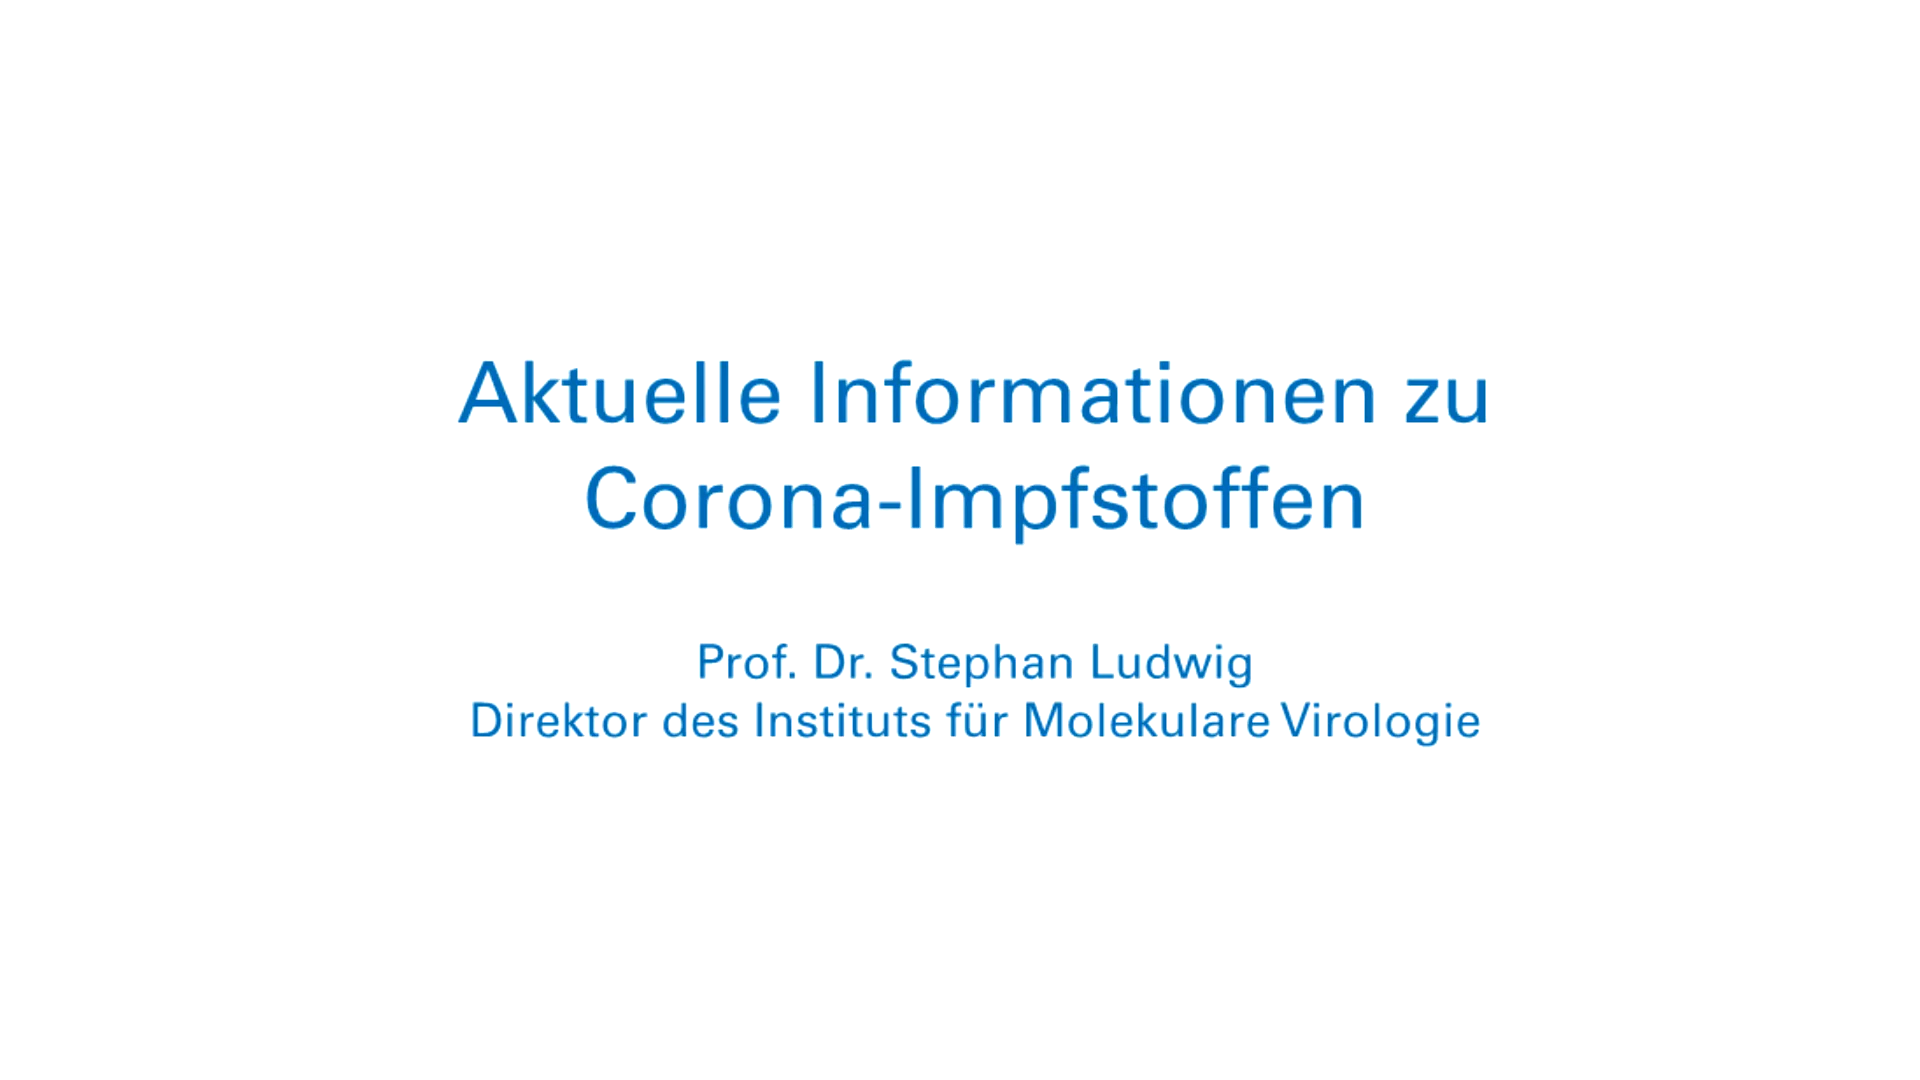 Aktuelle Informationen zu
Corona-Impfstoffen
Prof. Dr. Stephan Ludwig
Direktor des Instituts für Molekulare Virologie